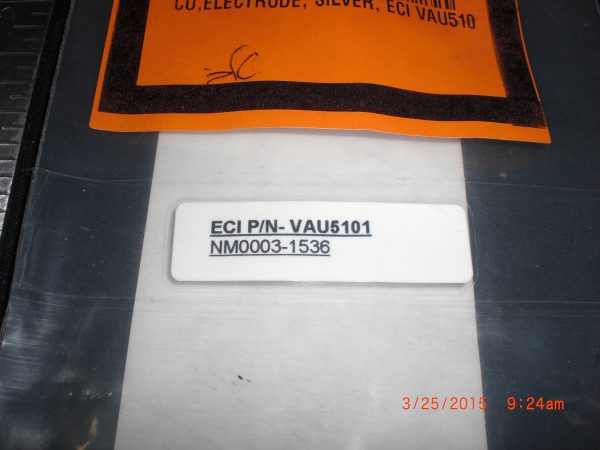 CU,ELECTRODE, SILVER, ECI VAU510
ECI P/N- VAU5101
NM0003-1536
3/25/2015 9:24am